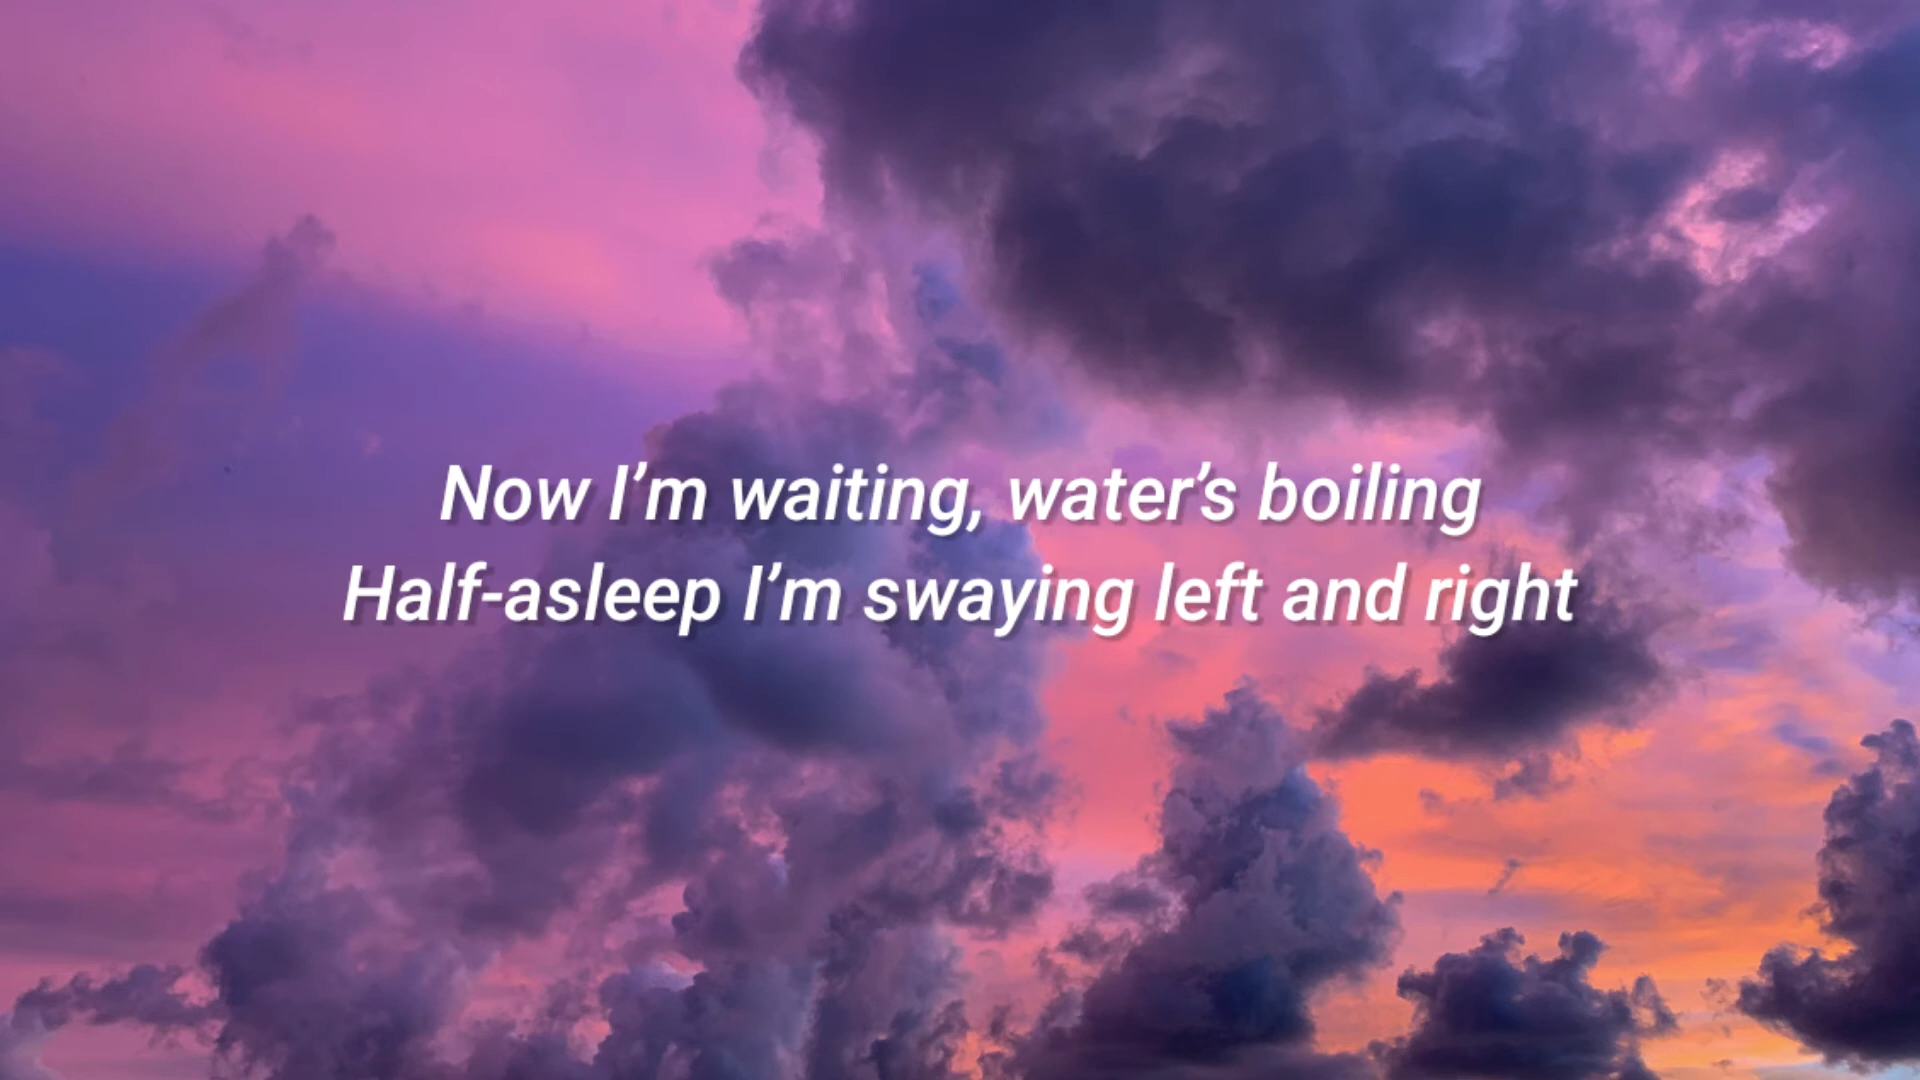 Now I’m waiting, water’s boiling
Half-asleep I’m swaying left and right